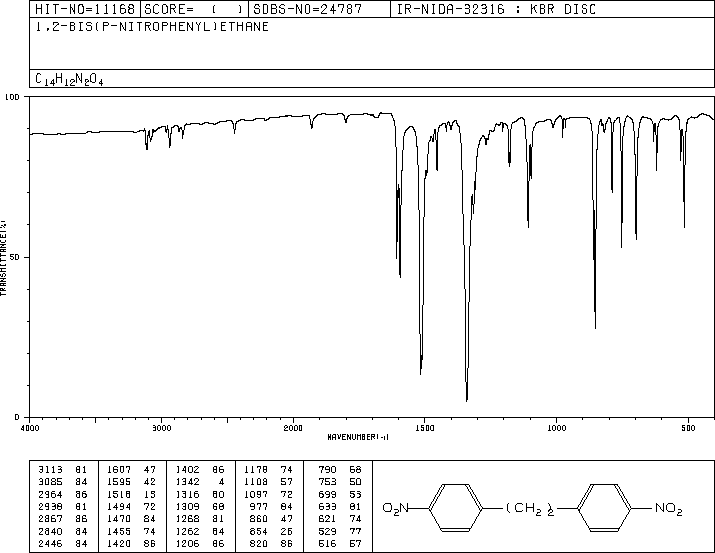 HIT-NO=11168 SCORE= ( ) SDBS-NO=24787 IR-NIDA-32316 : KBR DISC
1,2-BIS(P-NITROPHENYL)ETHANE
C14H12N2O4
100
50
0
TRANSMITTANCE(%)
4000 3000 2000 1500 1000 500
WAVENUMBER(-1)
3113 81 1607 47 1402 86 1178 74 790 68
3085 84 1595 42 1342 4 1108 57 753 50
2964 86 1518 13 1316 80 1097 72 699 53
2938 81 1494 72 1309 68 977 84 633 81
2867 86 1470 84 1268 81 860 47 621 74
2840 84 1455 74 1262 84 854 26 529 77
2446 84 1420 86 1206 86 820 86 516 57
O2N (CH2)2 NO2